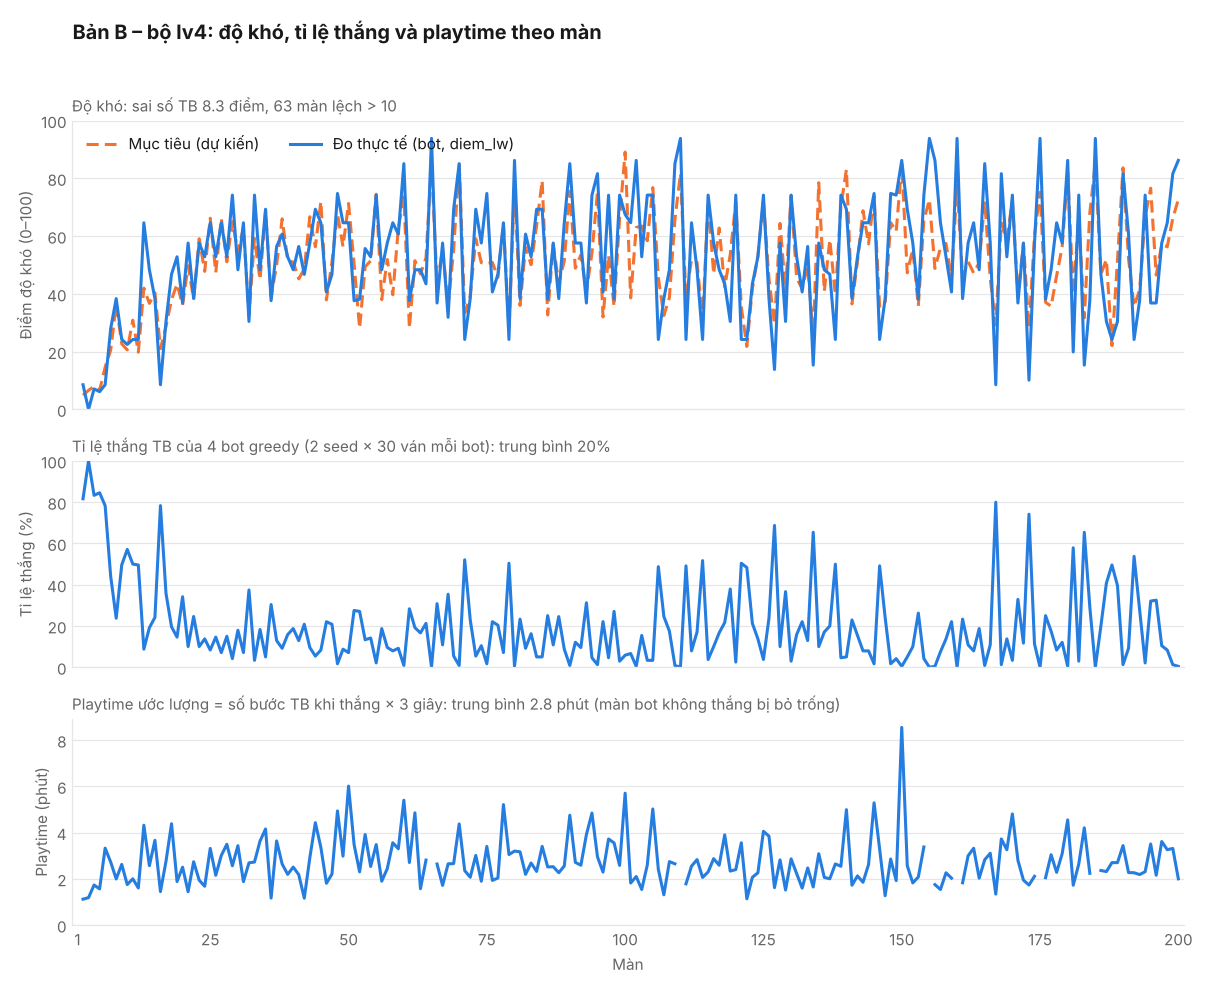 Bản B – bộ lv4: độ khó, tỉ lệ thắng và playtime theo màn
Độ khó: sai số TB 8.3 điểm, 63 màn lệch > 10
Mục tiêu (dự kiến)
Đo thực tế (bot, diem_lw)
Điểm độ khó (0–100)
100
80
60
40
20
0
Tỉ lệ thắng TB của 4 bot greedy (2 seed × 30 ván mỗi bot): trung bình 20%
Tỉ lệ thắng (%)
100
80
60
40
20
0
Playtime ước lượng = số bước TB khi thắng × 3 giây: trung bình 2.8 phút (màn bot không thắng bị bỏ trống)
Playtime (phút)
8
6
4
2
0
1 25 50 75 100 125 150 175 200
Màn